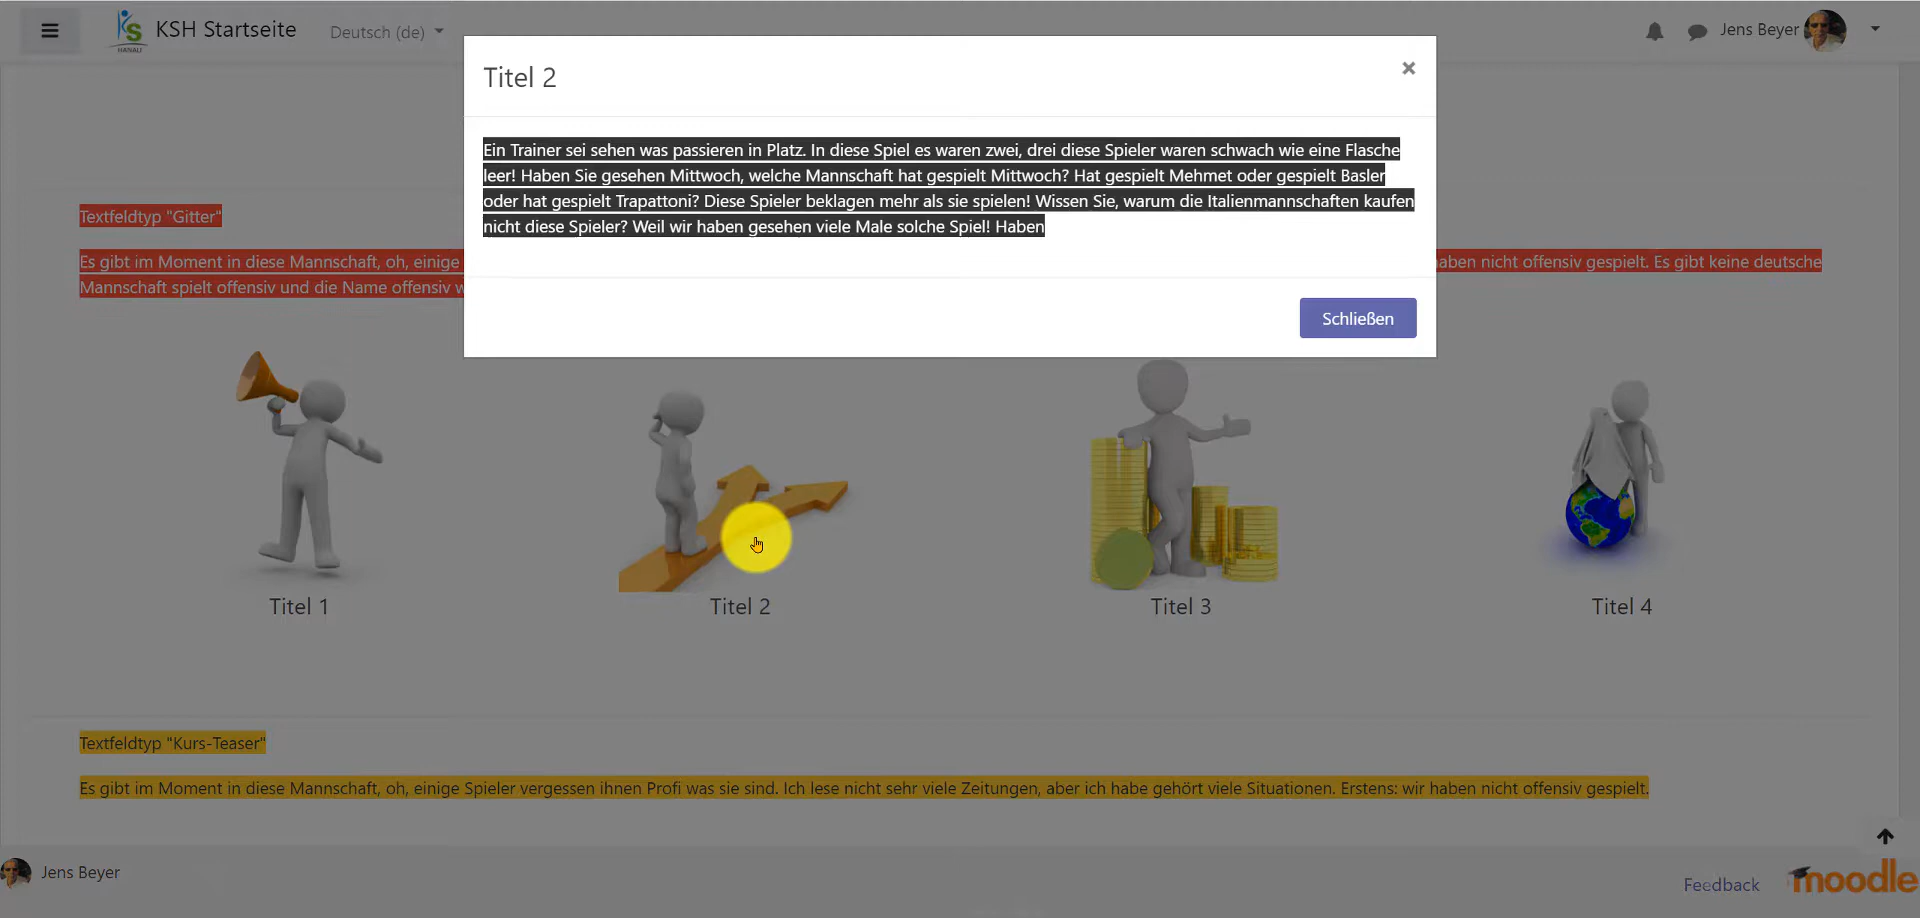 KS
HANAU
KSH Startseite
Deutsch (de)
Jens Beyer
Titel 2
×
Ein Trainer sei sehen was passieren in Platz. In diese Spiel es waren zwei, drei diese Spieler waren schwach wie eine Flasche
leer! Haben Sie gesehen Mittwoch, welche Mannschaft hat gespielt Mittwoch? Hat gespielt Mehmet oder gespielt Basler
oder hat gespielt Trapattoni? Diese Spieler beklagen mehr als sie spielen! Wissen Sie, warum die Italienmannschaften kaufen
nicht diese Spieler? Weil wir haben gesehen viele Male solche Spiel! Haben
Schließen
Textfeldtyp "Gitter"
Es gibt im Moment in diese Mannschaft, oh, einige
haben nicht offensiv gespielt. Es gibt keine deutsche
Mannschaft spielt offensiv und die Name offensiv w
Titel 1
Titel 2
Titel 3
Titel 4
Textfeldtyp "Kurs-Teaser"
Es gibt im Moment in diese Mannschaft, oh, einige Spieler vergessen ihnen Profi was sie sind. Ich lese nicht sehr viele Zeitungen, aber ich habe gehört viele Situationen. Erstens: wir haben nicht offensiv gespielt.
Jens Beyer
Feedback
moodle